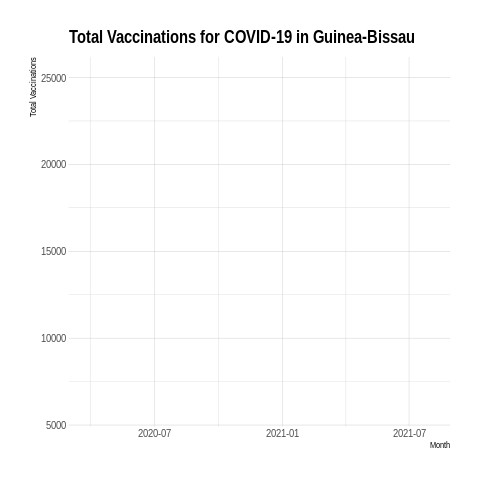 Total Vaccinations for COVID-19 in Guinea-Bissau
Total Vaccinations
25000
20000
15000
10000
5000
2020-07 2021-01 2021-07
Month